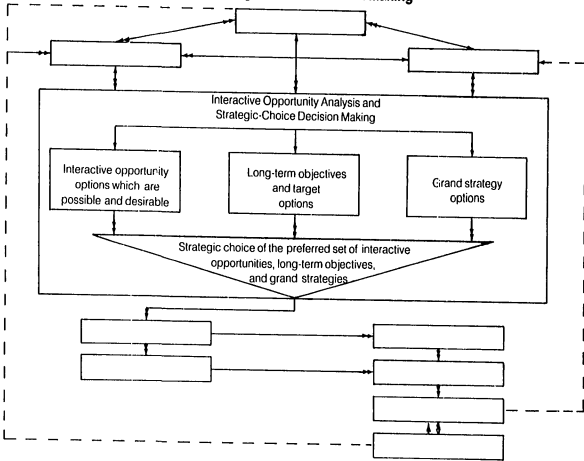 Interactive Opportunity Analysis and
Strategic-Choice Decision Making
Interactive opportunity
options which are
possible and desirable
Long-term objectives
and target
options
Grand strategy
options
Strategic choice of the preferred set of interactive
opportunities, long-term objectives,
and grand strategies